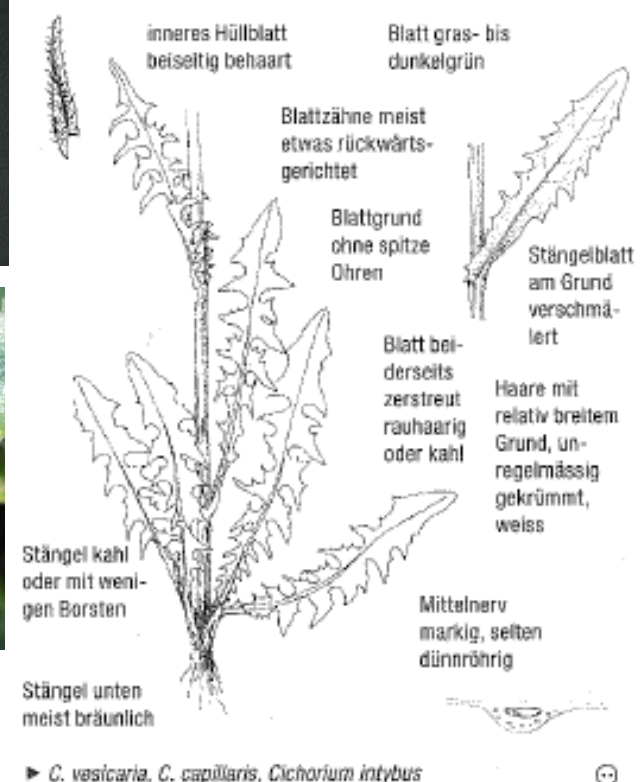 inneres Hüllblatt
beiseitig behaart
Blatt gras- bis
dunkelgrün
Blattzähne meist
etwas rückwärts-
gerichtet
Blattgrund
ohne spitze
Ohren
Stängelblatt
am Grund
verschmä-
lert
Blatt bei-
derseits
zerstreut
rauhaarig
oder kahl
Haare mit
relativ breitem
Grund, un-
regelmässig
gekrümmt,
weiss
Stängel kahl
oder mit weni-
gen Borsten
Mittelnerv
markig, selten
dünnröhrig
Stängel unten
meist bräunlich
► C. vesicaria, C. capillaris, Cichorium intybus